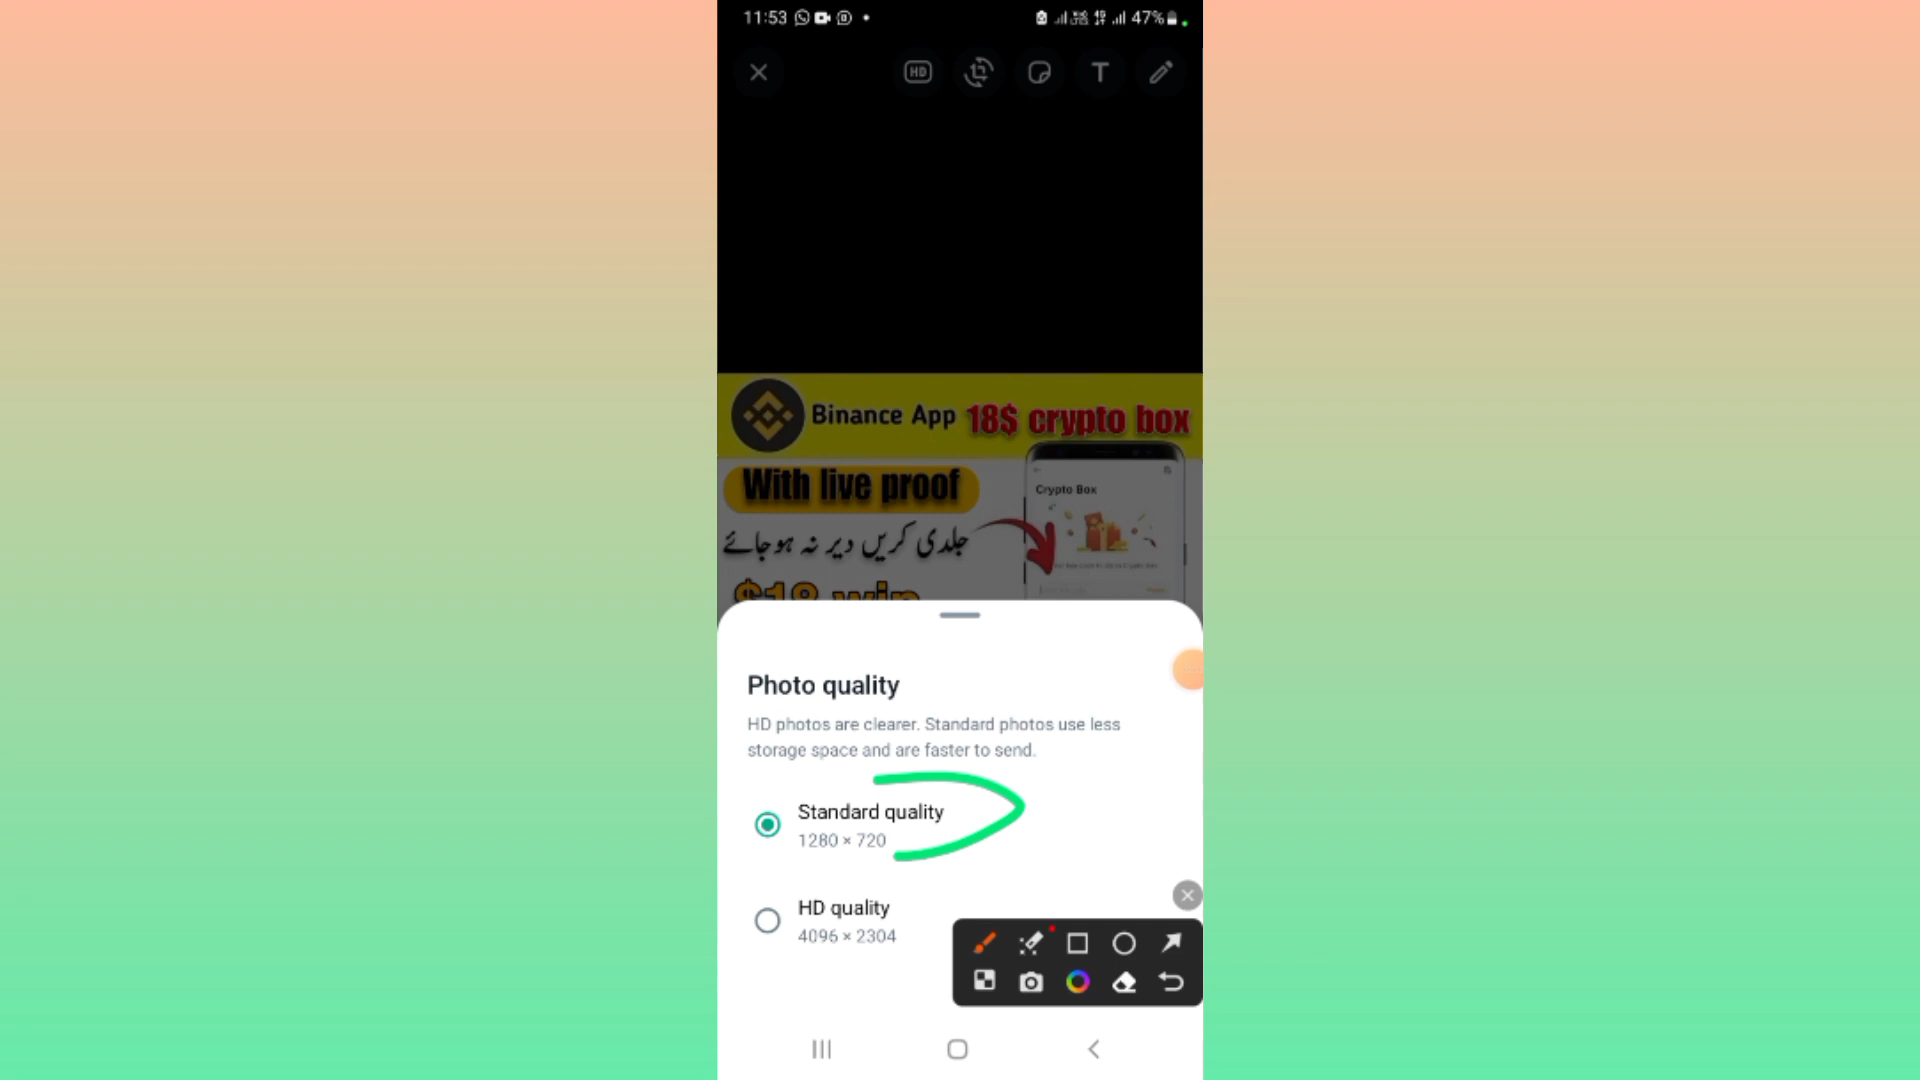 11:53
47%
HD
T
Binance App 18$ crypto box
With live proof
Crypto Box
جلدی کریں دیر نہ ہوجائے
$18 win
Photo quality
HD photos are clearer. Standard photos use less
storage space and are faster to send.
Standard quality
1280 × 720
HD quality
4096 × 2304